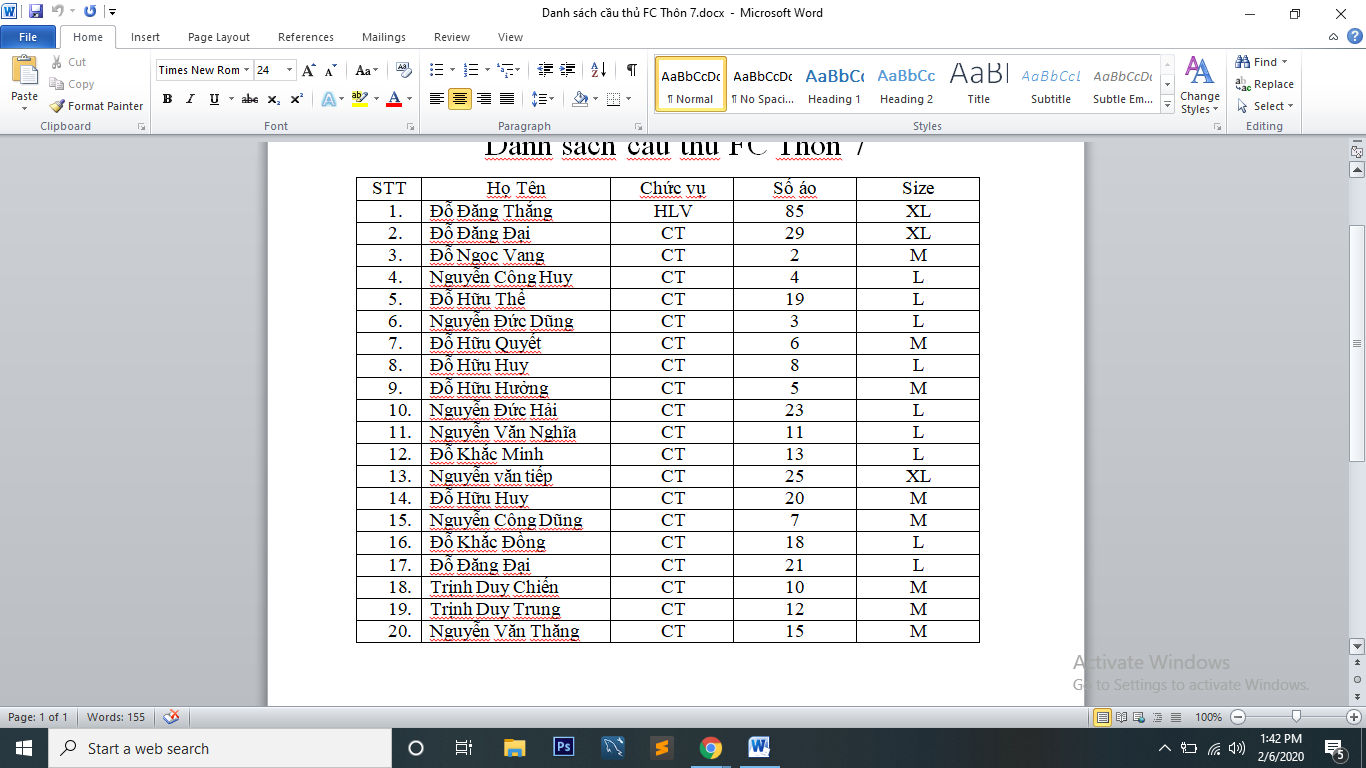 Danh sách cầu thủ FC Thôn 7.docx - Microsoft Word
File Home Insert Page Layout References Mailings Review View
Paste Cut Copy Format Painter
Times New Rom 24
AaBbCcDc AaBbCcDc AaBbCc AaBbCc AaBl AaBbCcL AaBbCcDc
¶ Normal ¶ No Spaci... Heading 1 Heading 2 Title Subtitle Subtle Em...
Change Styles
Find Replace Select
Clipboard Font Paragraph Styles Editing
Danh sách cầu thủ FC Thôn 7
STT Họ Tên Chức vụ Số áo Size
1. Đỗ Đăng Thắng HLV 85 XL
2. Đỗ Đăng Đại CT 29 XL
3. Đỗ Ngọc Vang CT 2 M
4. Nguyễn Công Huy CT 4 L
5. Đỗ Hữu Thế CT 19 L
6. Nguyễn Đức Dũng CT 3 L
7. Đỗ Hữu Quyết CT 6 M
8. Đỗ Hữu Huy CT 8 L
9. Đỗ Hữu Hưởng CT 5 M
10. Nguyễn Đức Hải CT 23 L
11. Nguyễn Văn Nghĩa CT 11 L
12. Đỗ Khắc Minh CT 13 L
13. Nguyễn văn tiếp CT 25 XL
14. Đỗ Hữu Huy CT 20 M
15. Nguyễn Công Dũng CT 7 M
16. Đỗ Khắc Đồng CT 18 L
17. Đỗ Đăng Đại CT 21 L
18. Trịnh Duy Chiến CT 10 M
19. Trịnh Duy Trung CT 12 M
20. Nguyễn Văn Thăng CT 15 M
Activate Windows
Go to Settings to activate Windows.
Page: 1 of 1 Words: 155 100%
Start a web search
1:42 PM
2/6/2020
5